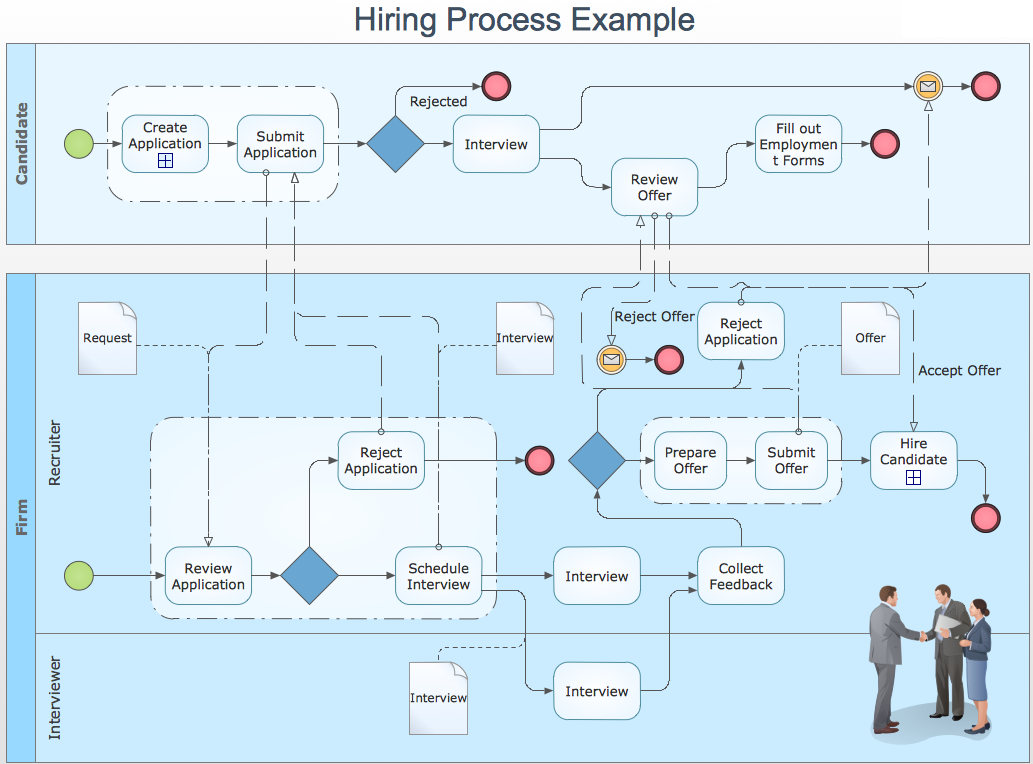 Hiring Process Example
Candidate
Rejected
Create
Application
Submit
Application
Interview
Fill out
Employmen
t Forms
Review
Offer
Firm
Recruiter
Request
Interview
Reject Offer
Reject
Application
Offer
Accept Offer
Reject
Application
Prepare
Offer
Submit
Offer
Hire
Candidate
Review
Application
Schedule
Interview
Interview
Collect
Feedback
Interviewer
Interview
Interview